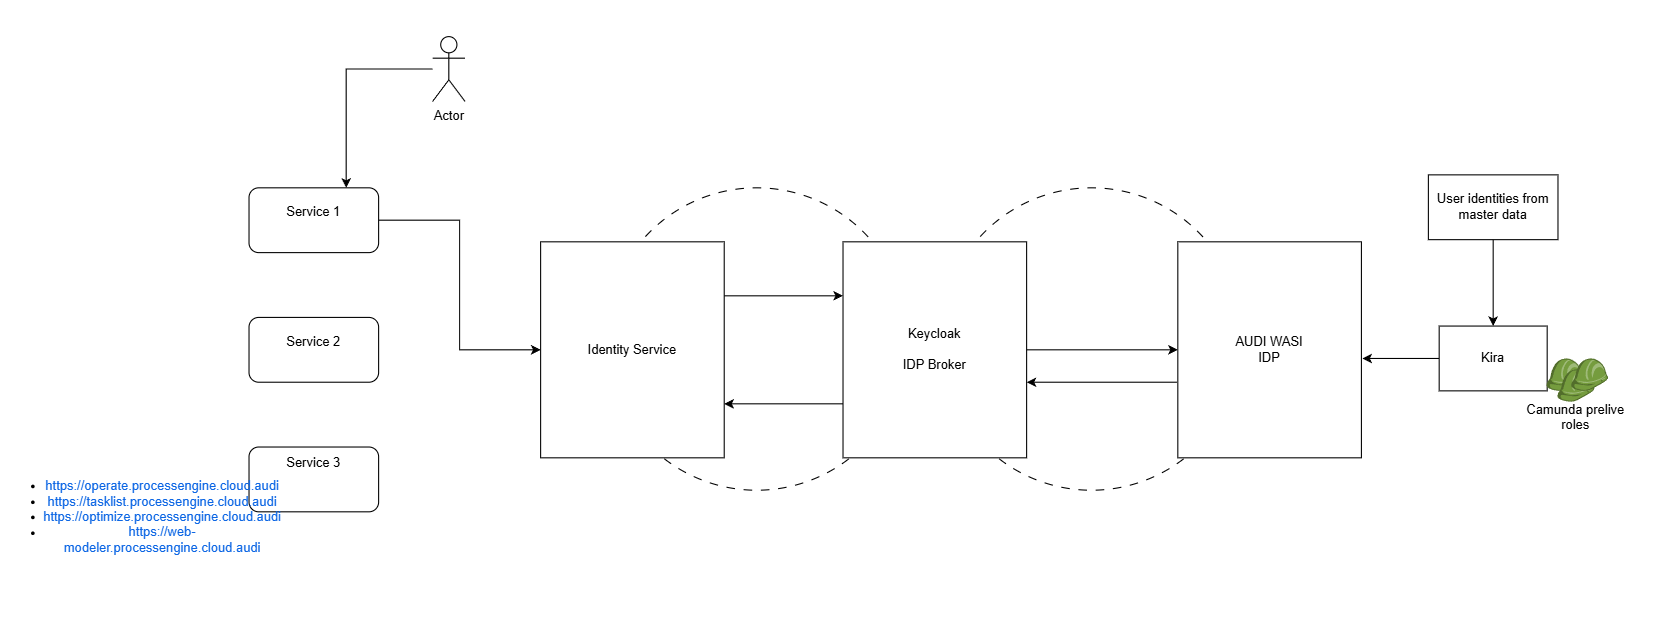 Actor
Service 1
Service 2
Service 3
https://operate.processengine.cloud.audi
https://tasklist.processengine.cloud.audi
https://optimize.processengine.cloud.audi
https://web-
modeler.processengine.cloud.audi
Identity Service
Keycloak
IDP Broker
AUDI WASI
IDP
User identities from
master data
Kira
Camunda prelive
roles